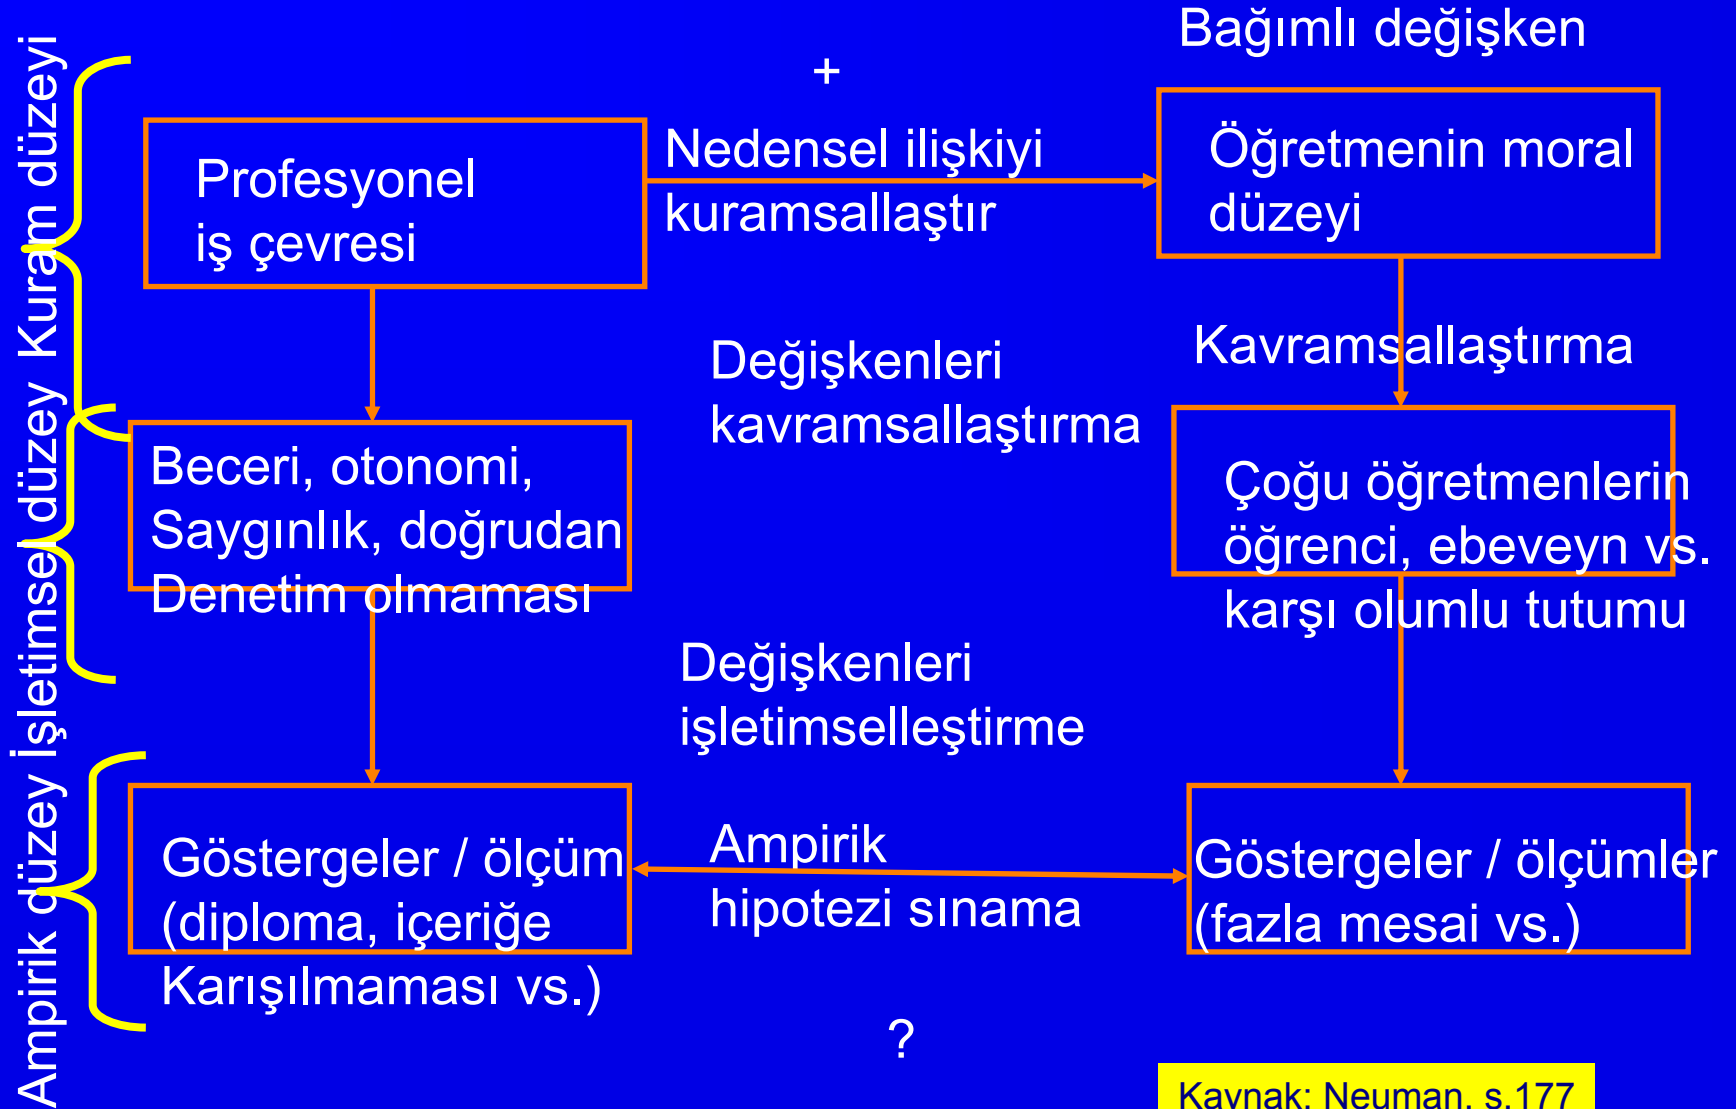 Bağımlı değişken
+
Profesyonel
iş çevresi
Nedensel ilişkiyi
kuramsallaştır
Öğretmenin moral
düzeyi
Kuram düzeyi
Değişkenleri
kavramsallaştırma
Kavramsallaştırma
Beceri, otonomi,
Saygınlık, doğrudan
Denetim olmaması
Çoğu öğretmenlerin
öğrenci, ebeveyn vs.
karşı olumlu tutumu
İşletimsel düzey
Değişkenleri
işletimselleştirme
Göstergeler / ölçüm
(diploma, içeriğe
Karışılmaması vs.)
Ampirik
hipotezi sınama
Göstergeler / ölçümler
(fazla mesai vs.)
Ampirik düzey
?
Kaynak: Neuman, s.177